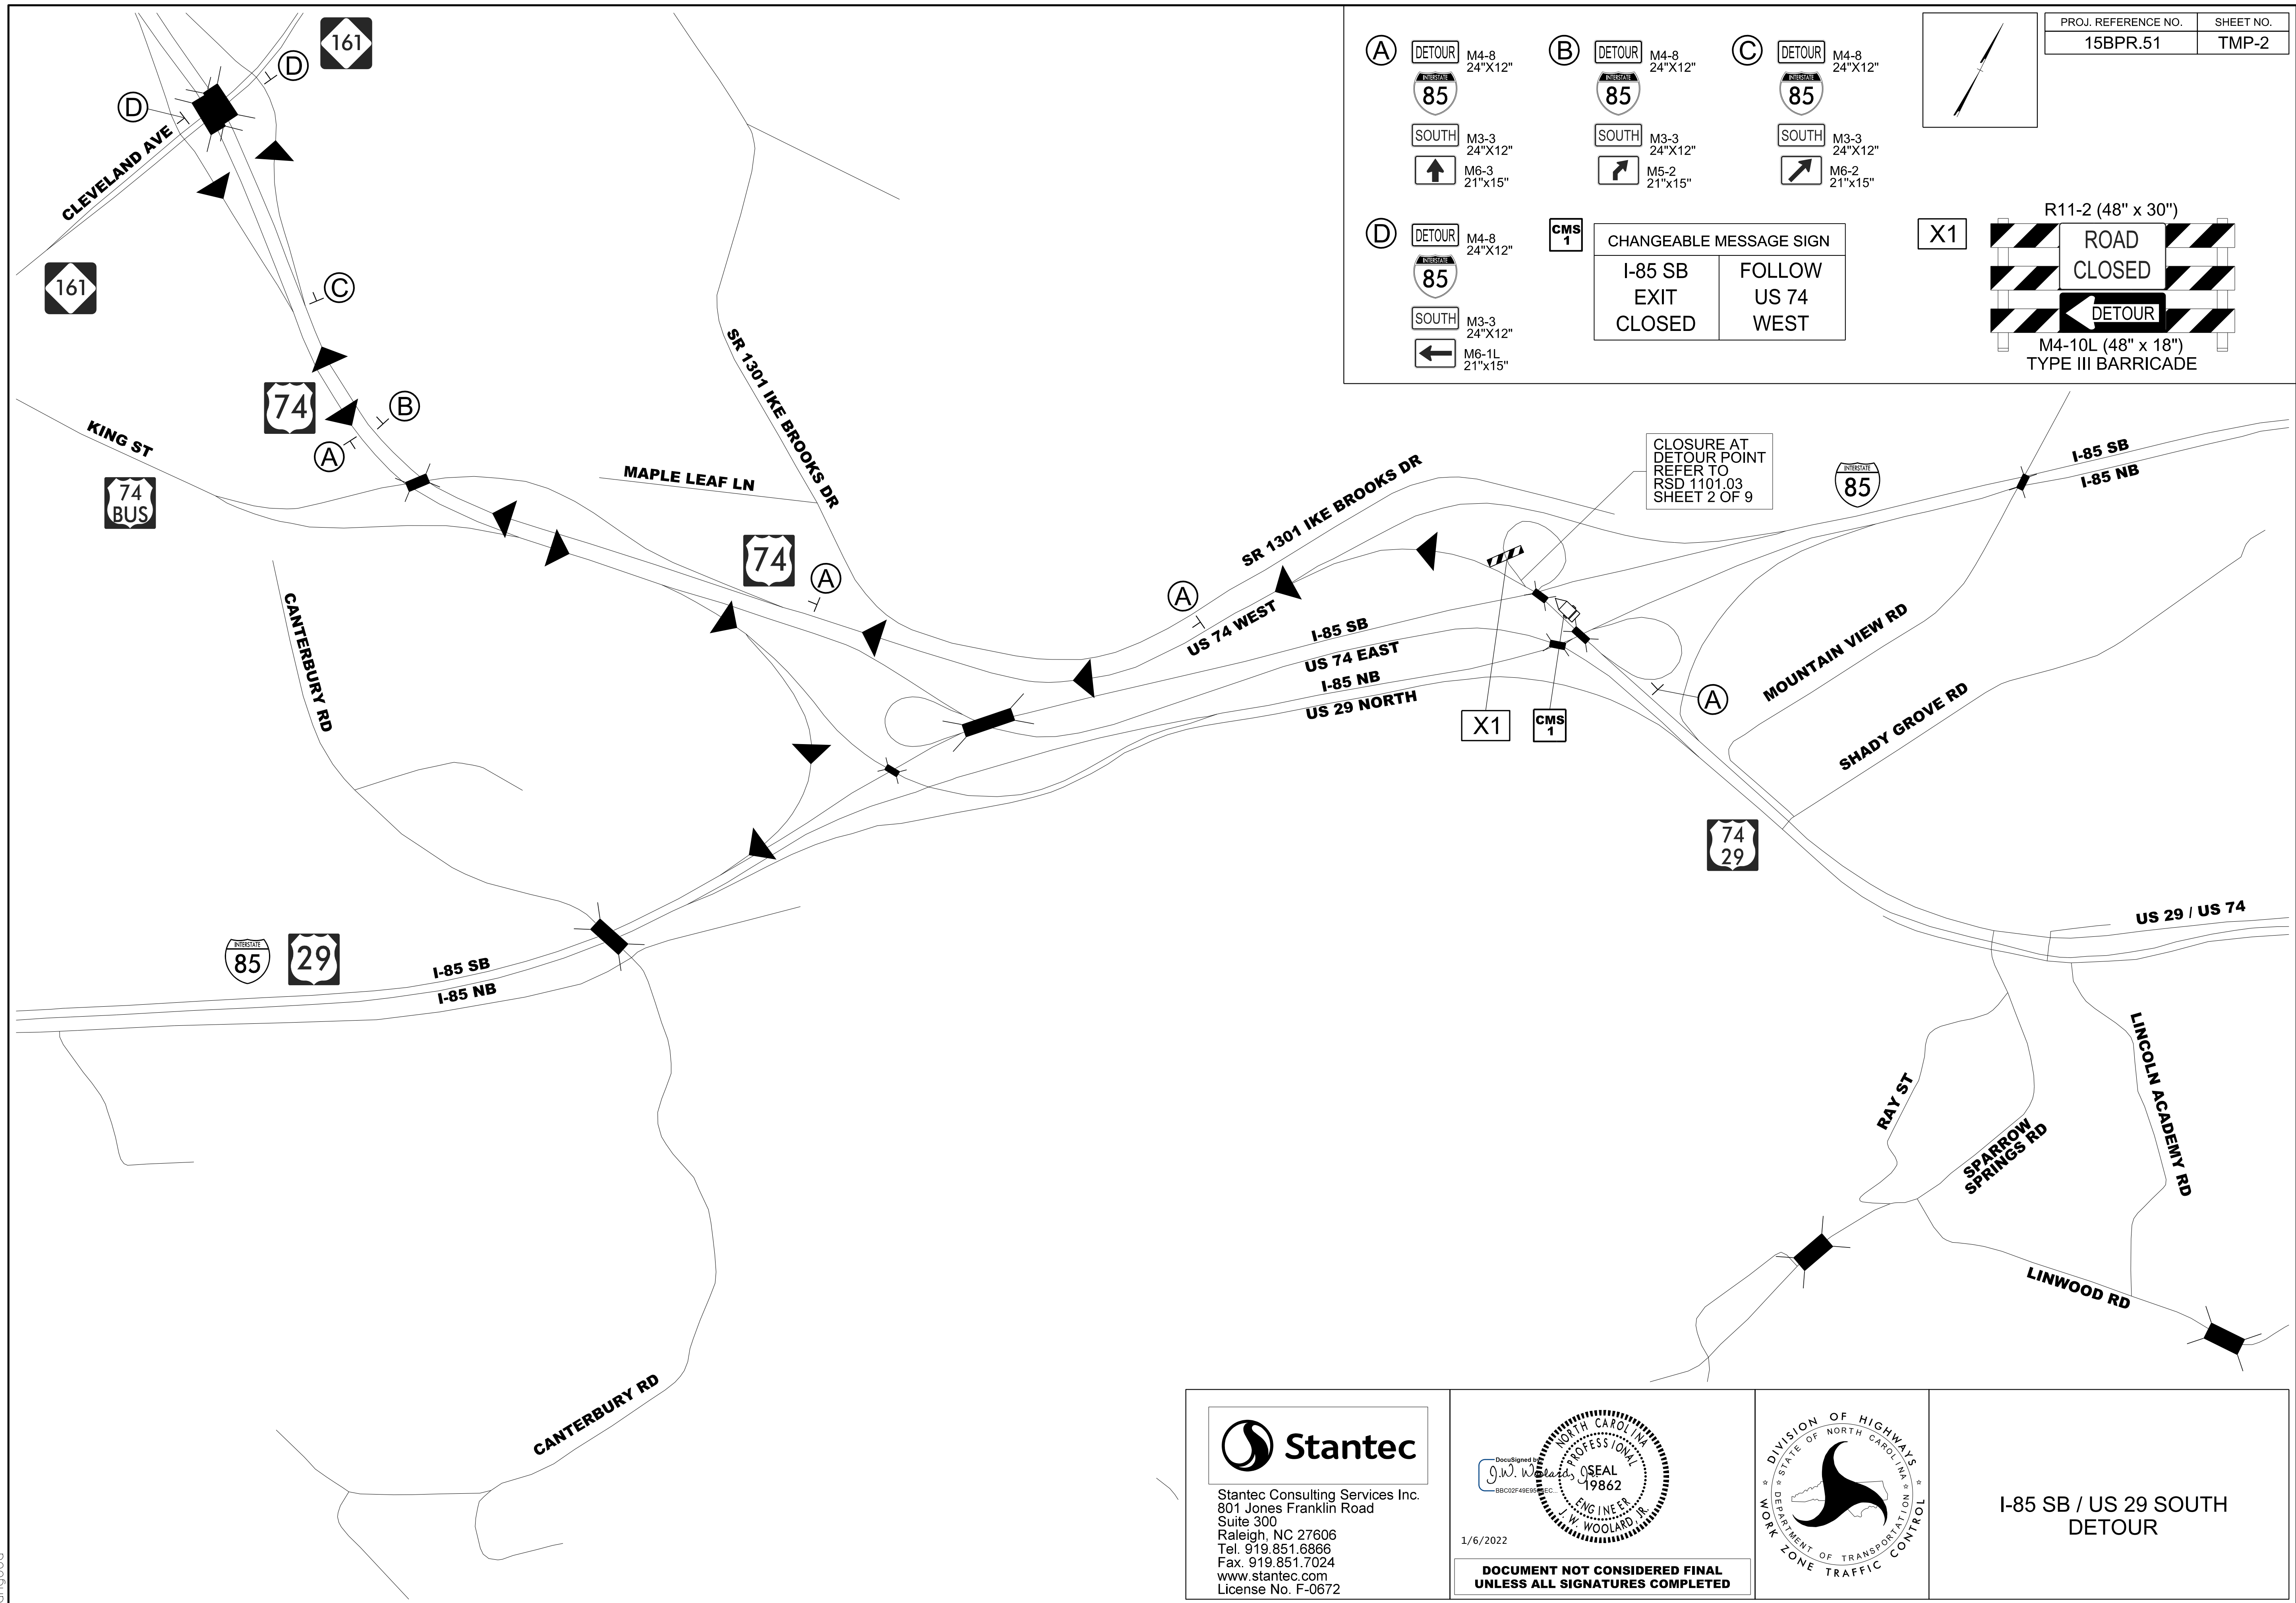 PROJ. REFERENCE NO. SHEET NO.
15BPR.51 TMP-2
A
DETOUR
M4-8
24"X12"
INTERSTATE
85
SOUTH
M3-3
24"X12"
M6-3
21"x15"
B
DETOUR
M4-8
24"X12"
INTERSTATE
85
SOUTH
M3-3
24"X12"
M5-2
21"x15"
C
DETOUR
M4-8
24"X12"
INTERSTATE
85
SOUTH
M3-3
24"X12"
M6-2
21"x15"
D
DETOUR
M4-8
24"X12"
INTERSTATE
85
SOUTH
M3-3
24"X12"
M6-1L
21"x15"
CMS
1
CHANGEABLE MESSAGE SIGN
I-85 SB
EXIT
CLOSED
FOLLOW
US 74
WEST
X1
R11-2 (48" x 30")
ROAD
CLOSED
DETOUR
M4-10L (48" x 18")
TYPE III BARRICADE
161
D
D
CLEVELAND AVE
161
C
74
B
A
KING ST
74
BUS
MAPLE LEAF LN
SR 1301 IKE BROOKS DR
74
A
CANTERBURY RD
A
SR 1301 IKE BROOKS DR
US 74 WEST
I-85 SB
US 74 EAST
I-85 NB
US 29 NORTH
CLOSURE AT
DETOUR POINT
REFER TO
RSD 1101.03
SHEET 2 OF 9
INTERSTATE
85
I-85 SB
I-85 NB
X1
CMS
1
A
MOUNTAIN VIEW RD
SHADY GROVE RD
74
29
US 29 / US 74
INTERSTATE
85
29
I-85 SB
I-85 NB
RAY ST
SPARROW
SPRINGS RD
LINCOLN ACADEMY RD
LINWOOD RD
CANTERBURY RD
Stantec
Stantec Consulting Services Inc.
801 Jones Franklin Road
Suite 300
Raleigh, NC 27606
Tel. 919.851.6866
Fax. 919.851.7024
www.stantec.com
License No. F-0672
DocuSigned by
J.W. Woolard, Jr.
NORTH CAROLINA
PROFESSIONAL
SEAL
19862
ENGINEER
J. W. WOOLARD, JR.
1/6/2022
DOCUMENT NOT CONSIDERED FINAL
UNLESS ALL SIGNATURES COMPLETED
DIVISION OF HIGHWAYS
STATE OF NORTH CAROLINA
DEPARTMENT OF TRANSPORTATION
WORK ZONE TRAFFIC CONTROL
I-85 SB / US 29 SOUTH
DETOUR